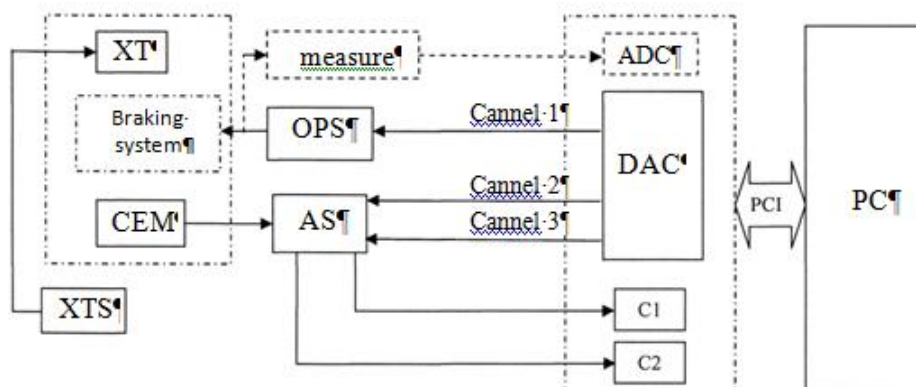 XT¶
measure¶
ADC¶
Braking·
system¶
OPS¶
Cannel·1¶
DAC¶
Cannel·2¶
CEM¶
AS¶
Cannel·3¶
PCI
PC¶
XTS¶
C1
C2